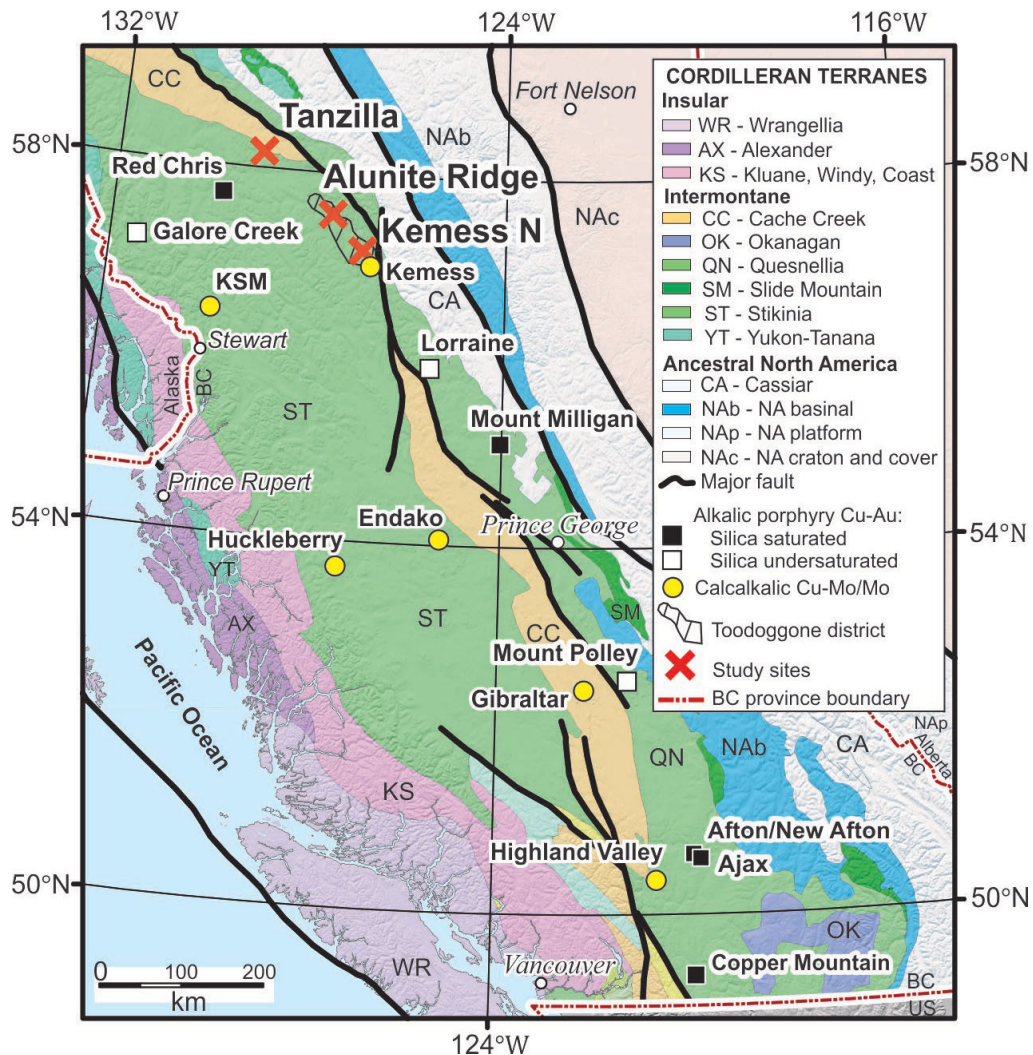 132°W
124°W
116°W
CC
Fort Nelson
Tanzilla
NAb
58°N
58°N
Red Chris
Alunite Ridge
NAc
Galore Creek
Kemess N
Kemess
KSM
CA
Stewart
Lorraine
Alaska
BC
ST
Mount Milligan
Prince Rupert
54°N
54°N
Endako
Prince George
Huckleberry
YT
SM
ST
AX
CC
Mount Polley
Pacific Ocean
Gibraltar
QN
NAb
CA
NAp
Alberta
BC
KS
Afton/New Afton
Highland Valley
Ajax
50°N
50°N
OK
WR
Vancouver
Copper Mountain
BC
US
0 100 200
km
124°W
CORDILLERAN TERRANES
Insular
WR - Wrangellia
AX - Alexander
KS - Kluane, Windy, Coast
Intermontane
CC - Cache Creek
OK - Okanagan
QN - Quesnellia
SM - Slide Mountain
ST - Stikinia
YT - Yukon-Tanana
Ancestral North America
CA - Cassiar
NAb - NA basinal
NAp - NA platform
NAc - NA craton and cover
Major fault
Alkalic porphyry Cu-Au:
Silica saturated
Silica undersaturated
Calcalkalic Cu-Mo/Mo
Toodoggone district
Study sites
BC province boundary